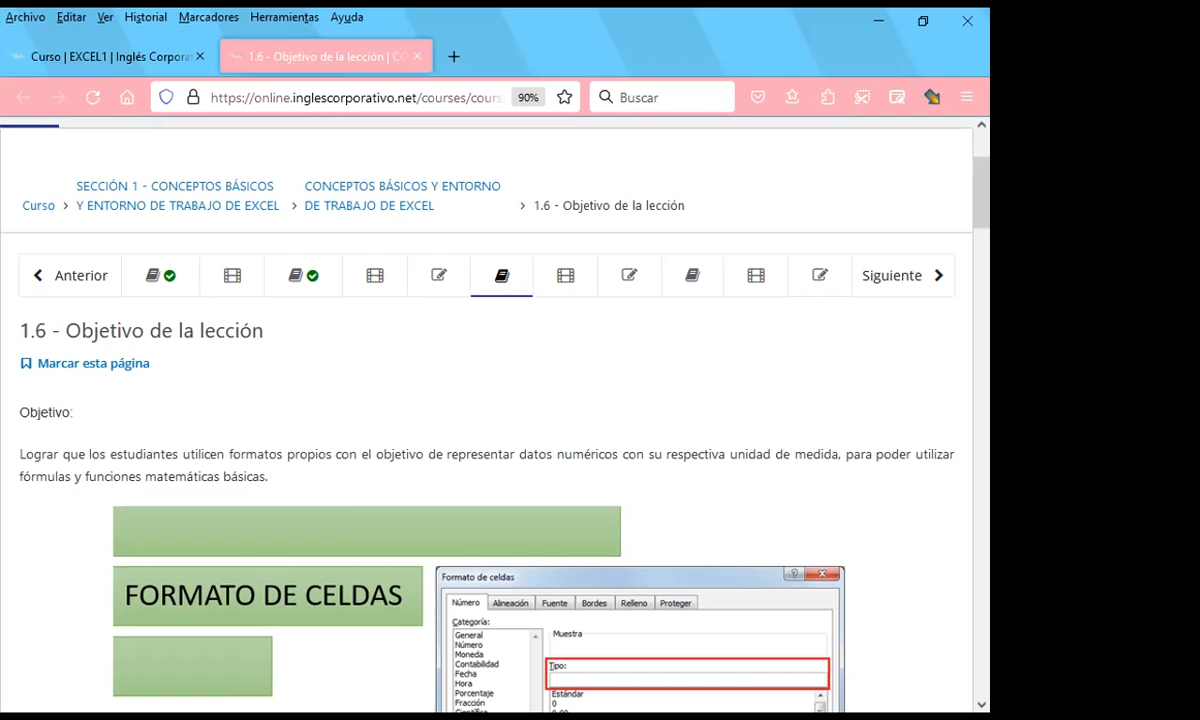 Archivo Editar Ver Historial Marcadores Herramientas Ayuda
Curso | EXCEL1 | Inglés Corporat
1.6 - Objetivo de la lección | CO
https://online.inglescorporativo.net/courses/cours 90% Buscar
SECCIÓN 1 - CONCEPTOS BÁSICOS CONCEPTOS BÁSICOS Y ENTORNO
Curso > Y ENTORNO DE TRABAJO DE EXCEL > DE TRABAJO DE EXCEL > 1.6 - Objetivo de la lección
Anterior Siguiente
1.6 - Objetivo de la lección
Marcar esta página
Objetivo:
Lograr que los estudiantes utilicen formatos propios con el objetivo de representar datos numéricos con su respectiva unidad de medida, para poder utilizar
fórmulas y funciones matemáticas básicas.
FORMATO DE CELDAS
Formato de celdas
Número Alineación Fuente Bordes Relleno Proteger
Categoría:
General
Número
Moneda
Contabilidad
Fecha
Hora
Porcentaje
Fracción
Muestra
Tipo:
Estándar
0